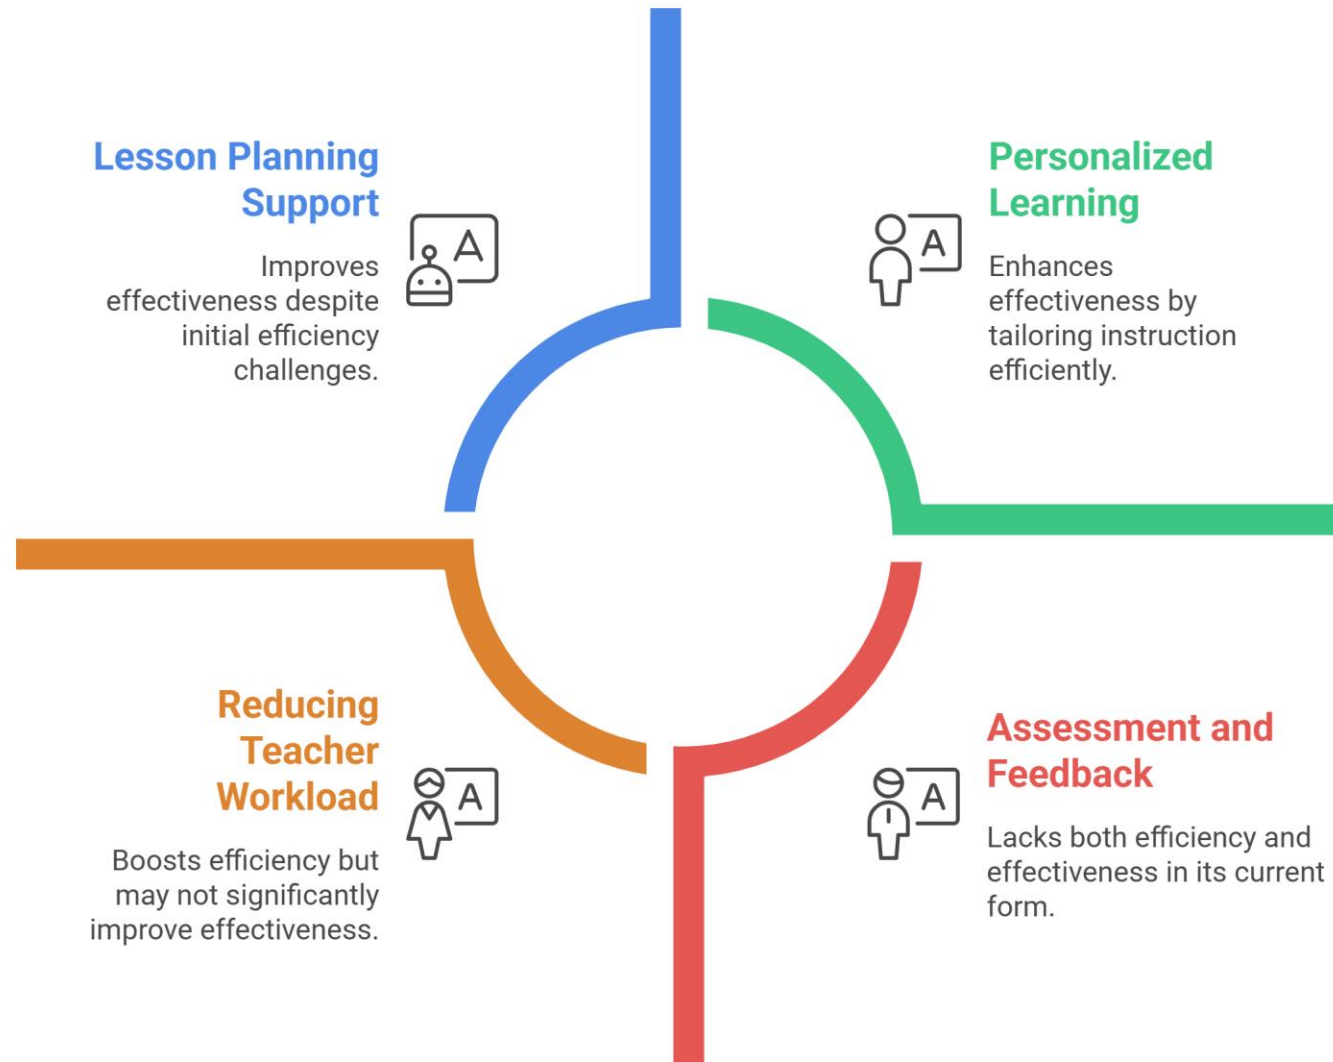 Lesson Planning
Support
Improves
effectiveness despite
initial efficiency
challenges.
A
Personalized
Learning
Enhances
effectiveness by
tailoring instruction
efficiently.
A
Reducing
Teacher
Workload
Boosts efficiency but
may not significantly
improve effectiveness.
A
Assessment and
Feedback
Lacks both efficiency and
effectiveness in its current
form.
A